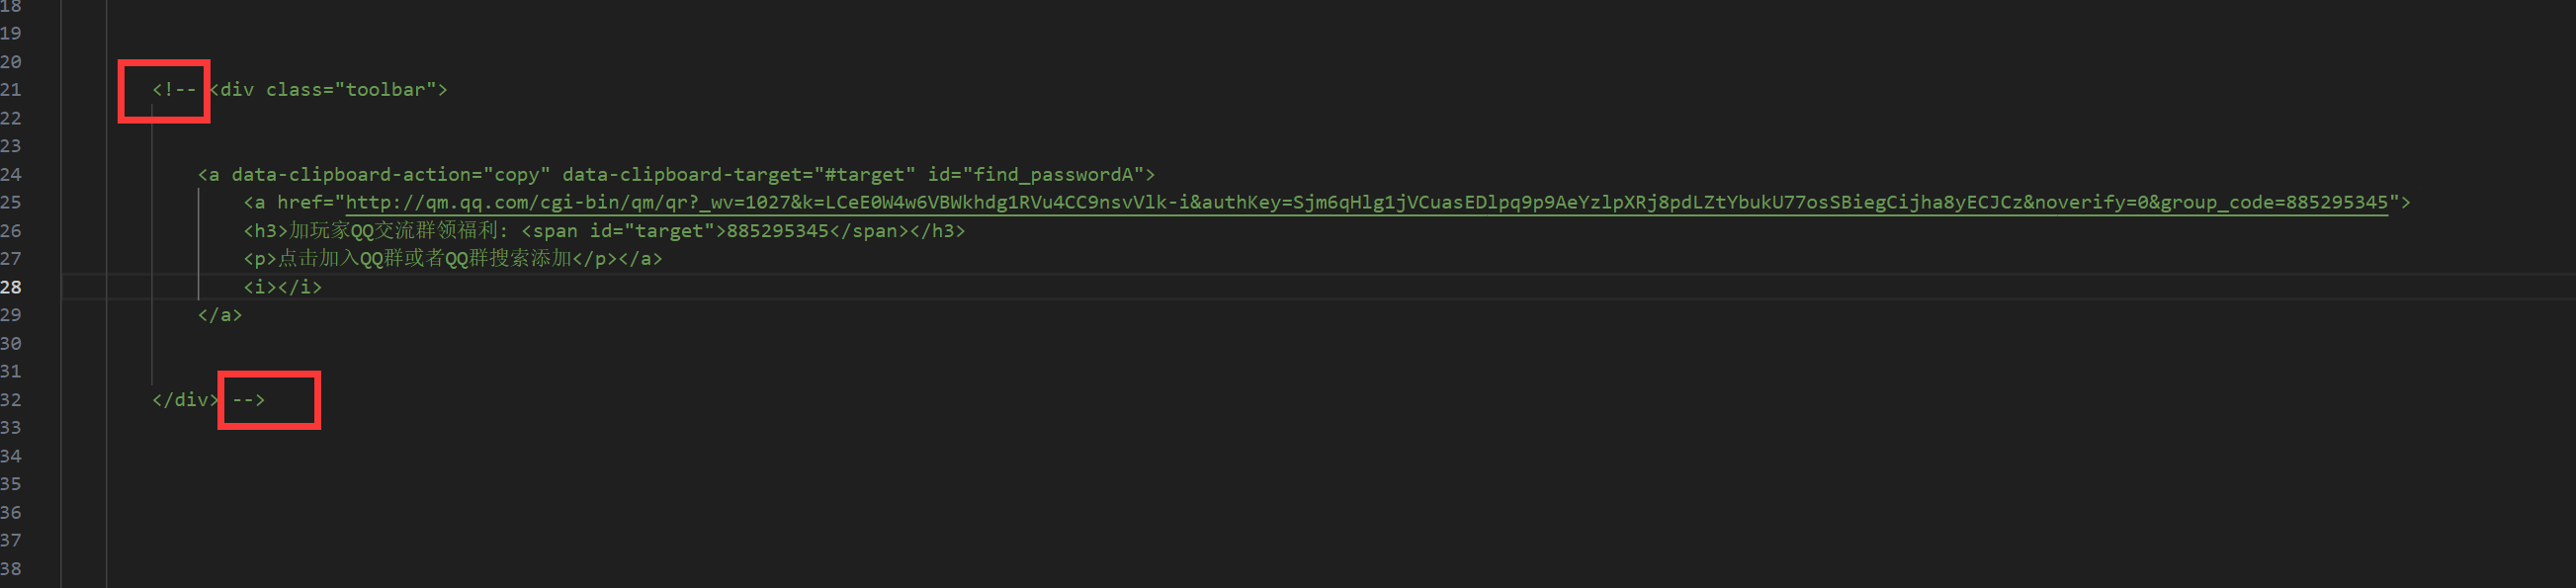 18
19
20
21 <!-- <div class="toolbar">
22
23
24 <a data-clipboard-action="copy" data-clipboard-target="#target" id="find_passwordA">
25 <a href="http://qm.qq.com/cgi-bin/qm/qr?_wv=1027&k=LCeE0W4w6VBWkhdg1RVu4CC9nsvVlk-i&authKey=Sjm6qHlg1jVCuasEDlpq9p9AeYzlpXRj8pdLZtYbukU77osSBiegCijha8yECJCz&noverify=0&group_code=885295345">
26 <h3>加玩家QQ交流群领福利: <span id="target">885295345</span></h3>
27 <p>点击加入QQ群或者QQ群搜索添加</p></a>
28 <i></i>
29 </a>
30
31
32 </div> -->
33
34
35
36
37
38